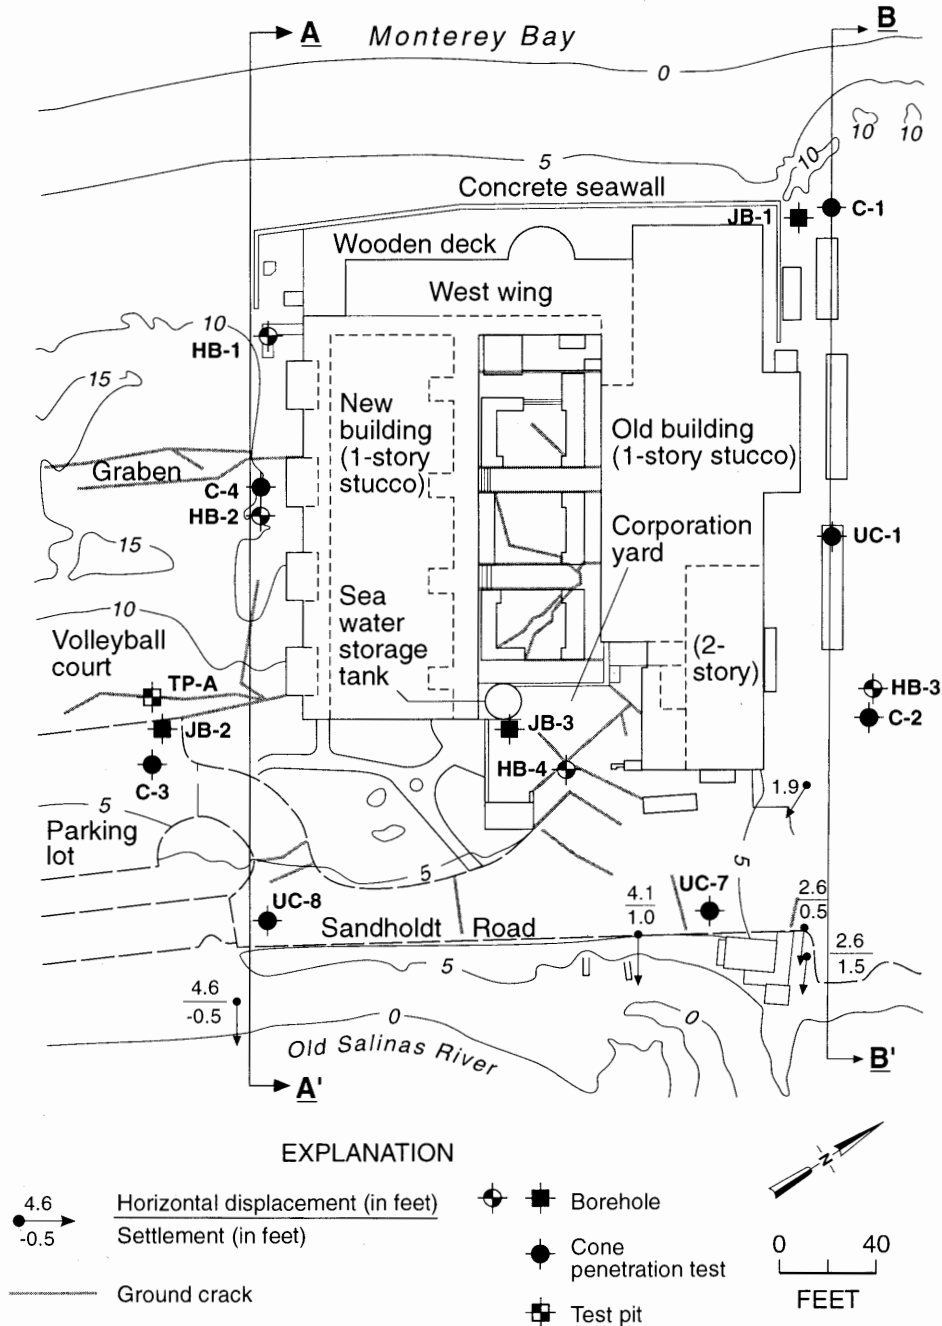 A
Monterey Bay
B
0
10
10
5
10
Concrete seawall
JB-1
C-1
Wooden deck
West wing
10
HB-1
15
New
building
(1-story
stucco)
Old building
(1-story stucco)
Graben
C-4
HB-2
Corporation
yard
UC-1
15
Sea
water
storage
tank
10
Volleyball
court
(2-
story)
TP-A
HB-3
JB-2
JB-3
C-2
HB-4
C-3
1.9
5
Parking
lot
5
5
UC-8
4.1
1.0
UC-7
2.6
0.5
Sandholdt Road
2.6
1.5
5
4.6
-0.5
0
0
Old Salinas River
A'
B'
EXPLANATION
N
4.6
-0.5
Horizontal displacement (in feet)
Settlement (in feet)
Borehole
Cone
penetration test
0 40
FEET
Ground crack
Test pit